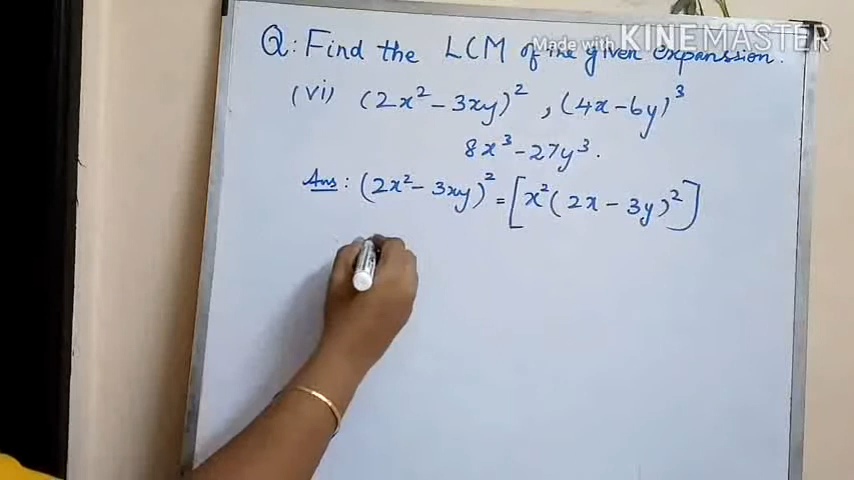 Q: Find the LCM of the given expanssion.
Made with KINEMASTER
(vi) (2x² - 3xy)², (4x-6y)³
8x³-27y³.
Ans: (2x²- 3xy)² = [x²(2x - 3y)²]